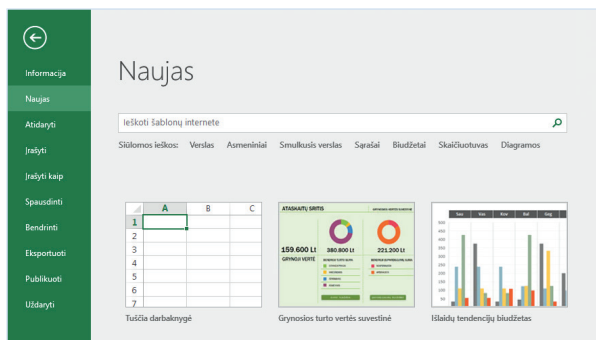 Informacija
Naujas
Atidaryti
Įrašyti
Įrašyti kaip
Spausdinti
Bendrinti
Eksportuoti
Publikuoti
Uždaryti
Naujas
Ieškoti šablonų internete
Siūlomos ieškos: Verslas Asmeniniai Smulkusis verslas Sąrašai Biudžetai Skaičiuotuvas Diagramos
A B C
1
2
3
4
5
6
7
Tuščia darbaknygė
ATASKAITŲ SRITIS
159.600 Lt
380.800 Lt
221.200 Lt
GRYNOJI VERTĖ
Grynosios turto vertės suvestinė
Išlaidų tendencijų biudžetas